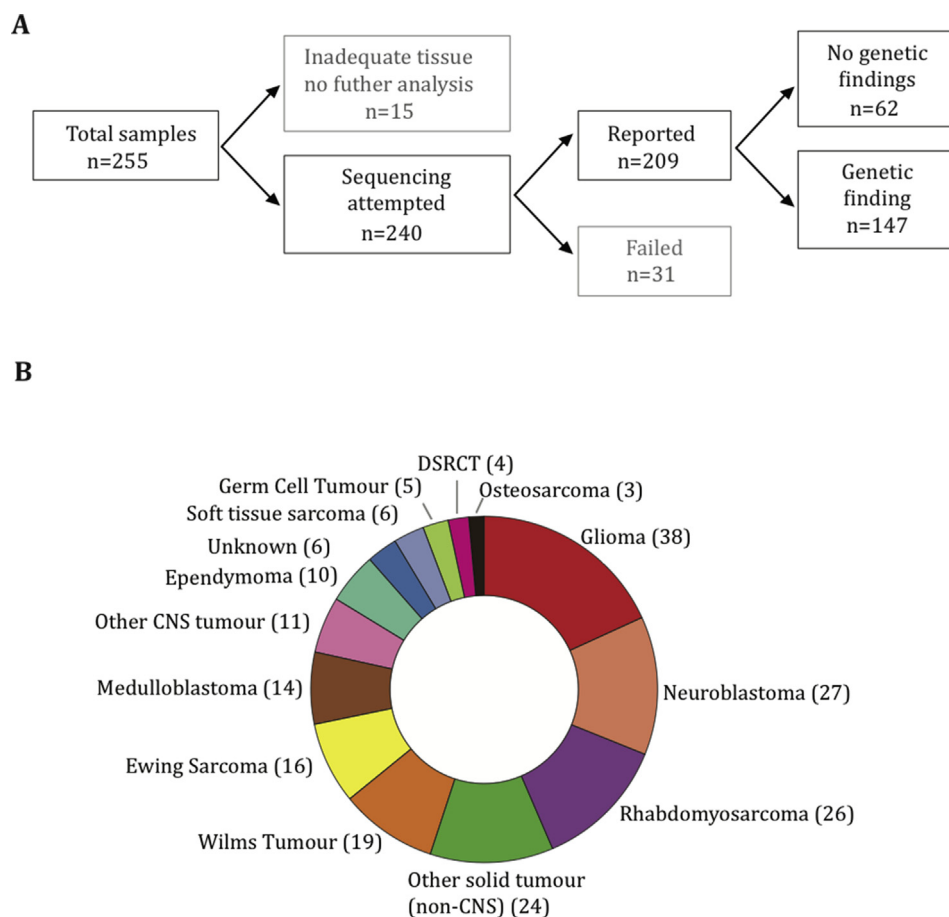 A
Total samples
n=255
Inadequate tissue
no futher analysis
n=15
Sequencing
attempted
n=240
Reported
n=209
Failed
n=31
No genetic
findings
n=62
Genetic
finding
n=147
B
DSRCT (4)
Germ Cell Tumour (5)
Osteosarcoma (3)
Soft tissue sarcoma (6)
Glioma (38)
Unknown (6)
Ependymoma (10)
Other CNS tumour (11)
Medulloblastoma (14)
Neuroblastoma (27)
Ewing Sarcoma (16)
Rhabdomyosarcoma (26)
Wilms Tumour (19)
Other solid tumour
(non-CNS) (24)